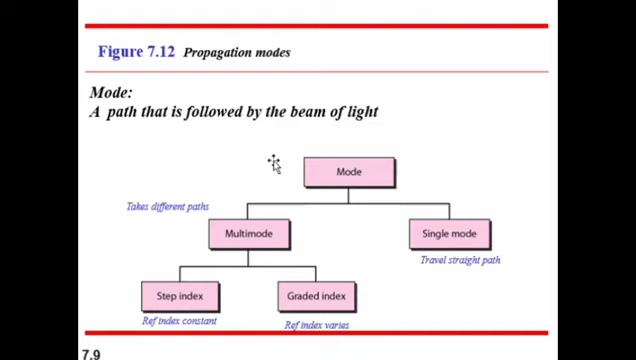 Figure 7.12 Propagation modes
Mode:
A path that is followed by the beam of light
Mode
Takes different paths
Multimode
Single mode
Travel straight path
Step index
Graded index
Ref index constant
Ref index varies
7.9